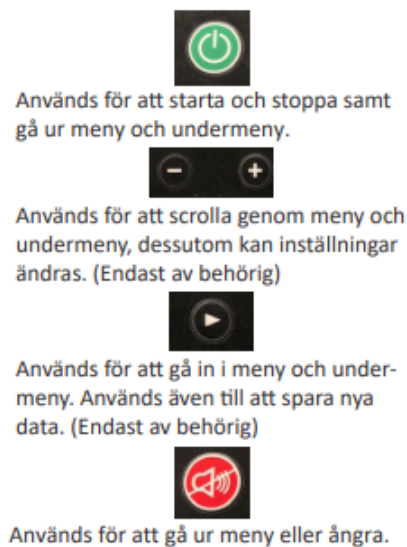 Används för att starta och stoppa samt
gå ur meny och undermeny.
Används för att scrolla genom meny och
undermeny, dessutom kan inställningar
ändras. (Endast av behörig)
Används för att gå in i meny och under-
meny. Används även till att spara nya
data. (Endast av behörig)
Används för att gå ur meny eller ångra.